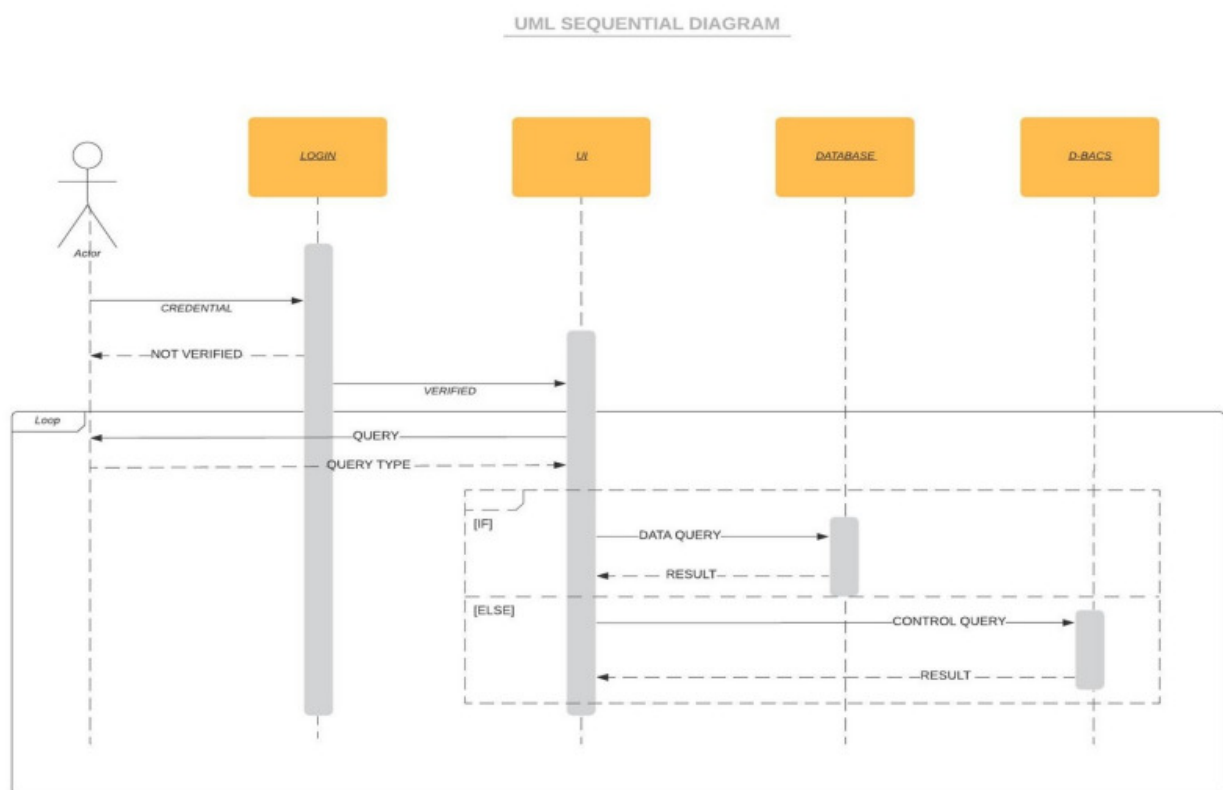 UML SEQUENTIAL DIAGRAM
LOGIN
UI
DATABASE
D-BACS
Actor
CREDENTIAL
NOT VERIFIED
VERIFIED
Loop
QUERY
QUERY TYPE
[IF]
DATA QUERY
RESULT
[ELSE]
CONTROL QUERY
RESULT